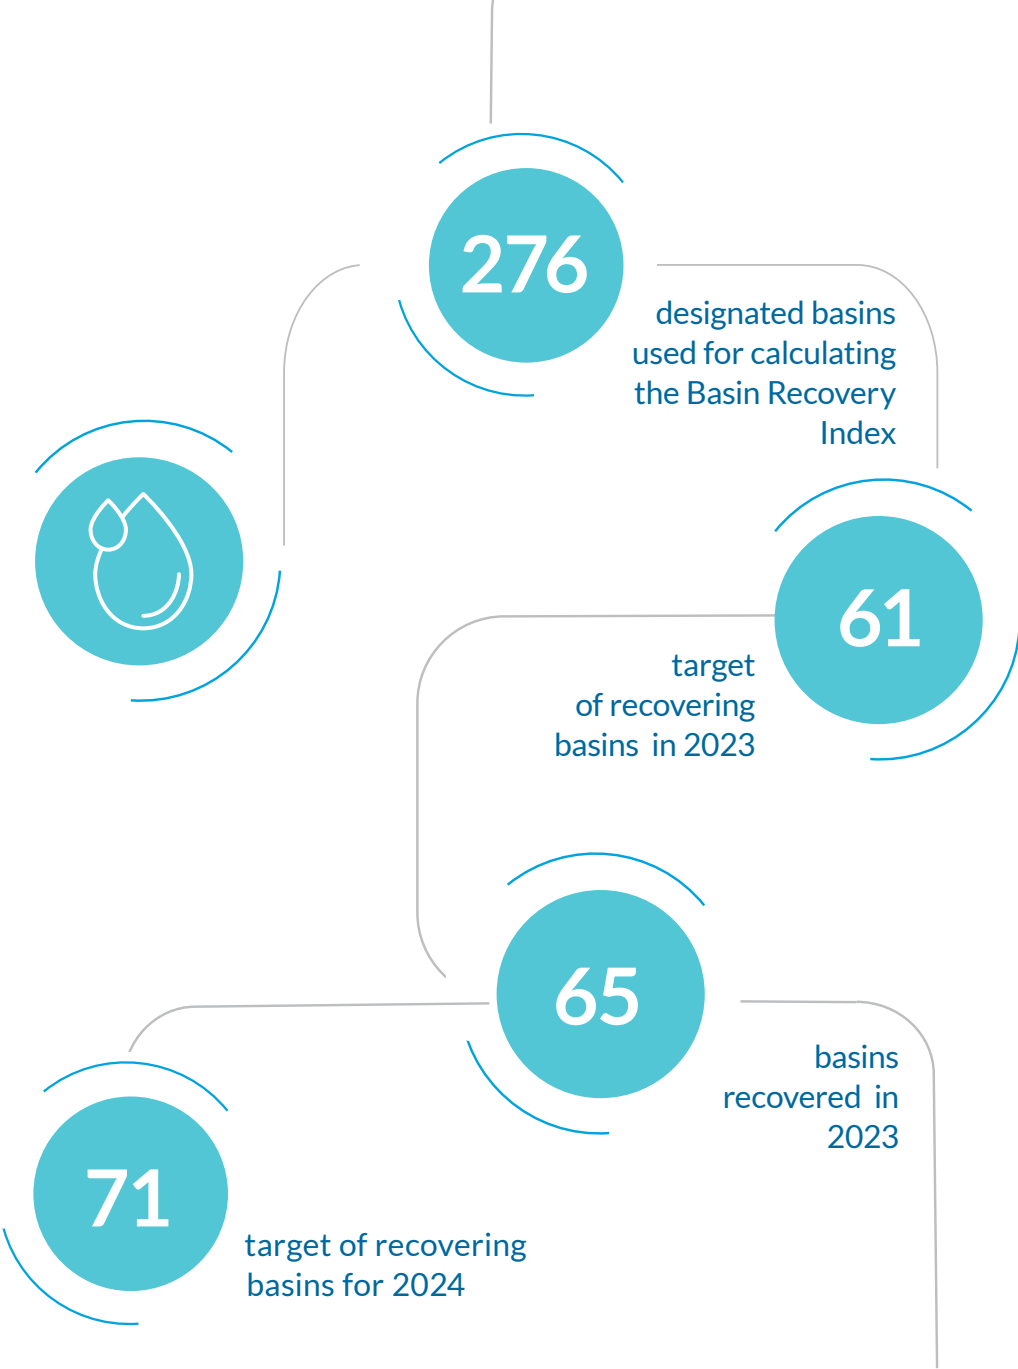 276
designated basins
used for calculating
the Basin Recovery
Index
61
target
of recovering
basins in 2023
65
basins
recovered in
2023
71
target of recovering
basins for 2024